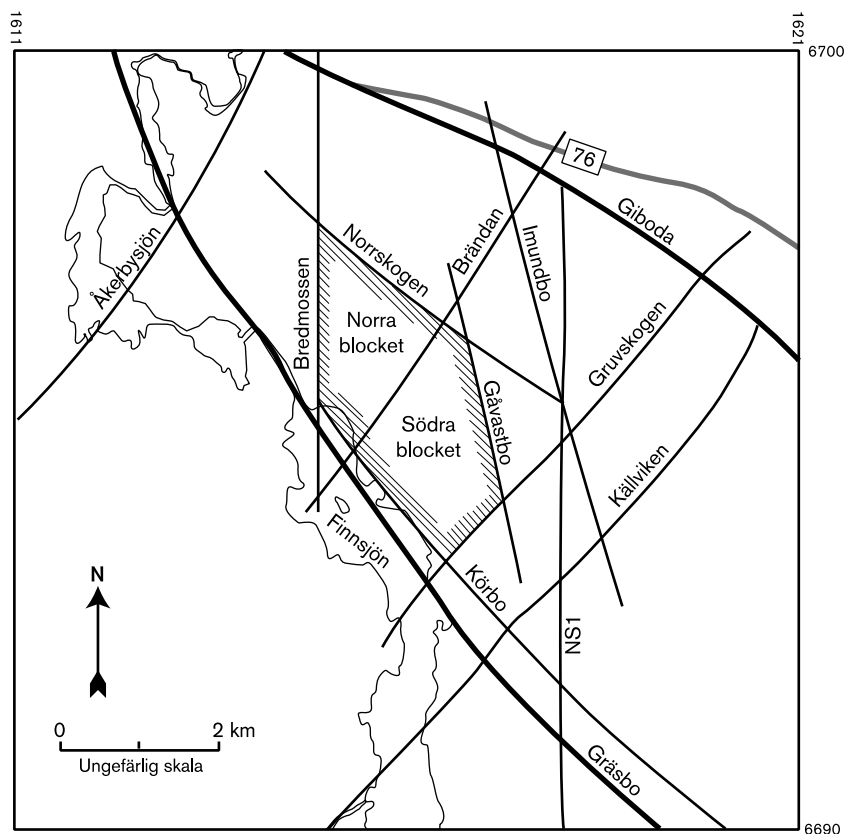 1611
1621
6700
76
Giboda
Brändan
Imundbo
Norrskogen
Åkerbysjön
Bredmossen
Norra
blocket
Gruvskogen
Gåvastbo
Södra
blocket
Källviken
Finnsjön
Körbo
N
NS1
0
2 km
Ungefärlig skala
Gräsbo
6690